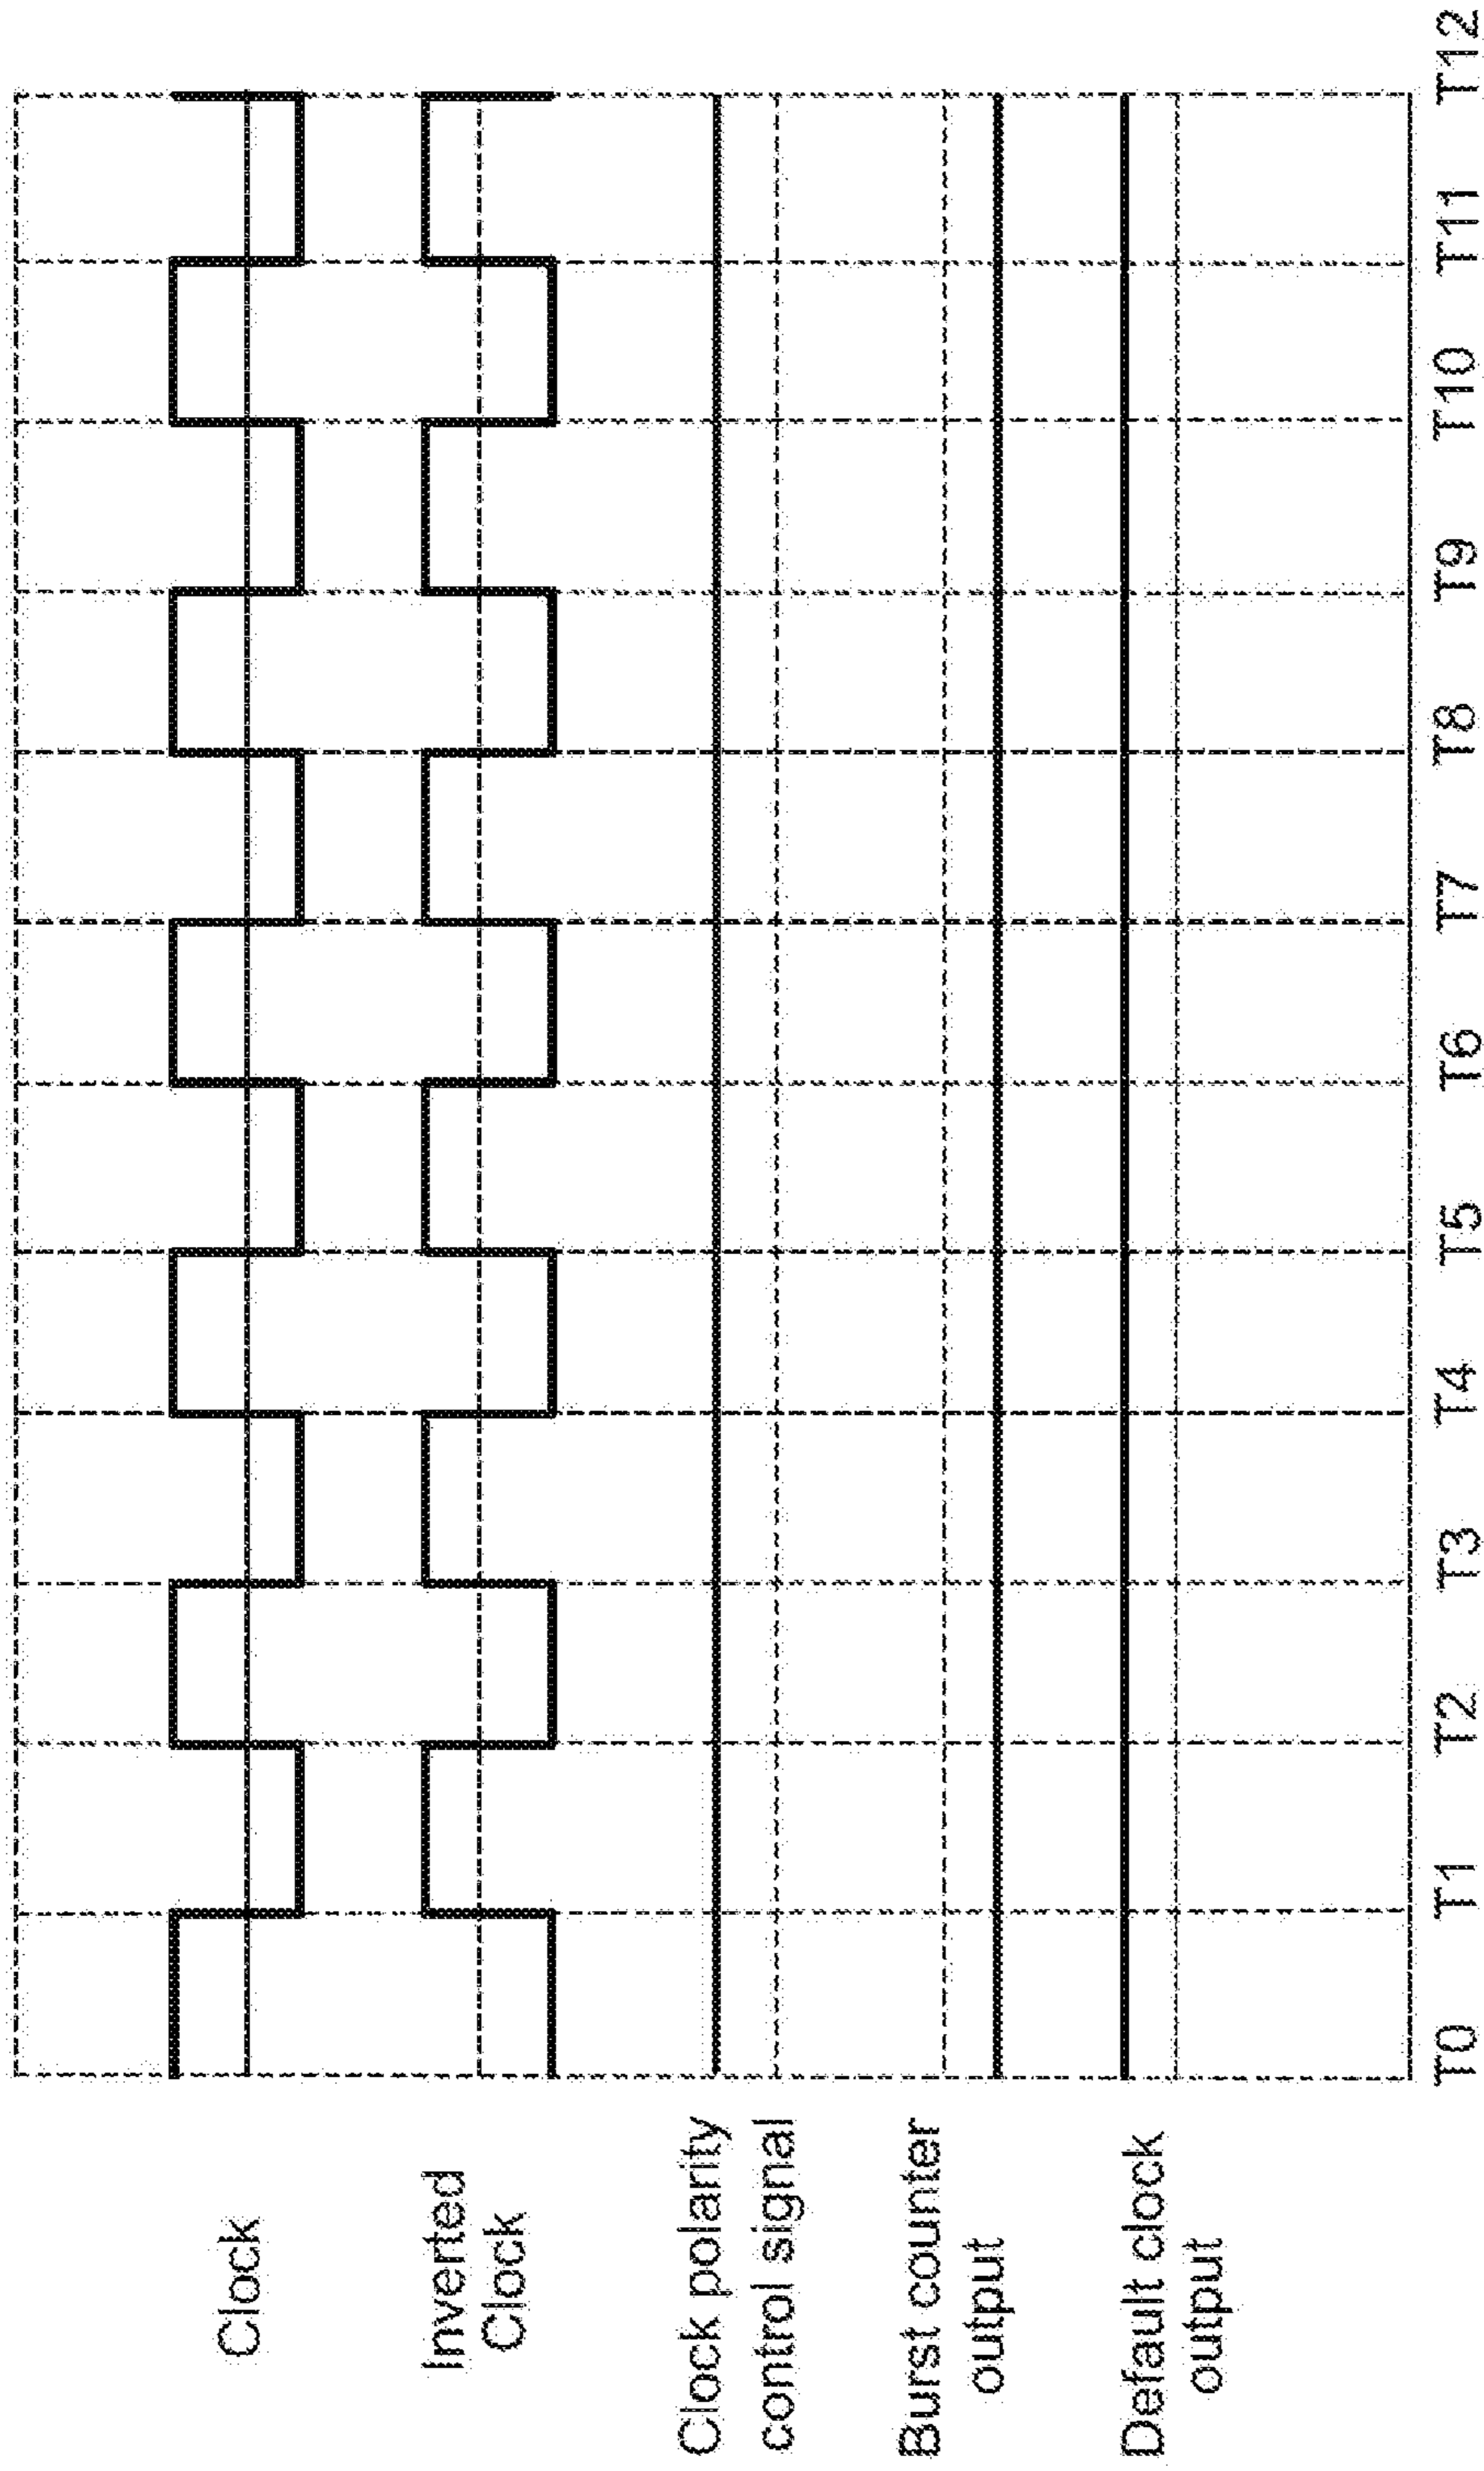 Clock
Inverted
Clock
Clock polarity
control signal
Burst counter
output
Default clock
output
T0 T1 T2 T3 T4 T5 T6 T7 T8 T9 T10 T11 T12